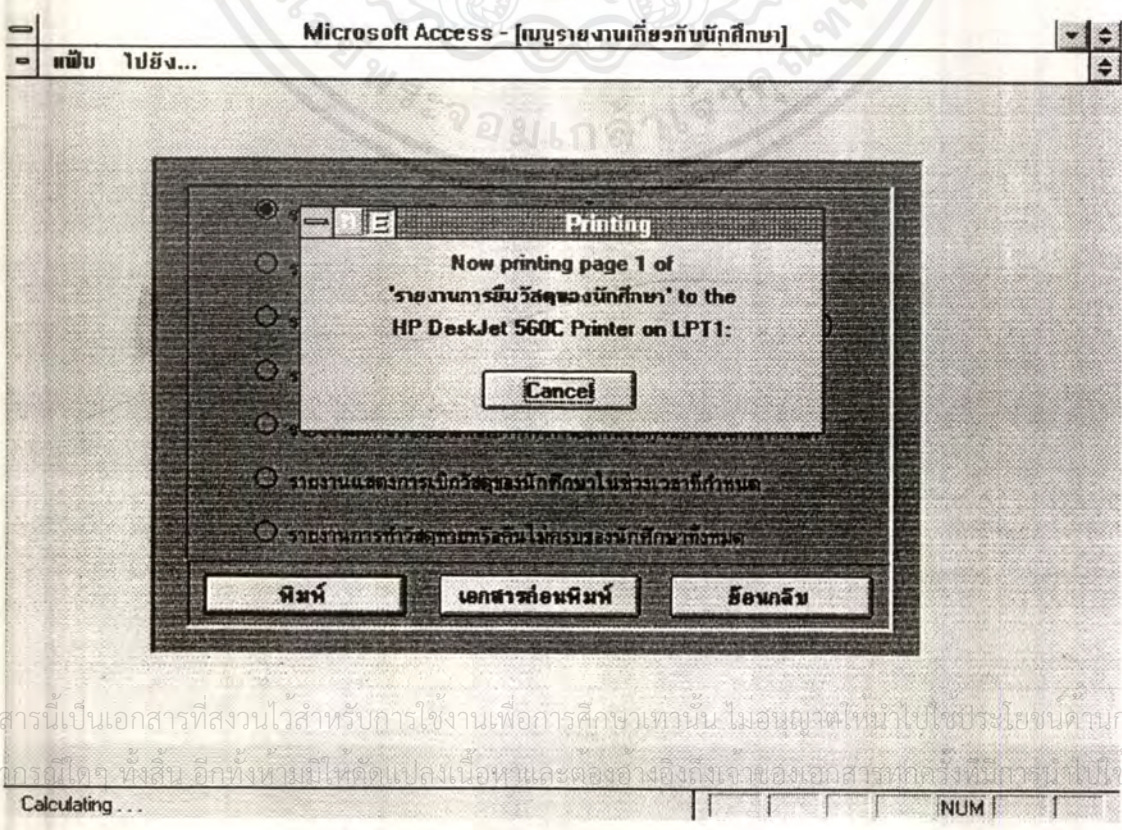 Microsoft Access - [เมนูรายงานเกี่ยวกับนักศึกษา]
แฟ้ม ไปยัง...
พระจอมเกล้าเจ้าคุณ
Printing
Now printing page 1 of
'รายงานการยืมวัสดุของนักศึกษา' to the
HP DeskJet 560C Printer on LPT1:
Cancel
รายงานแสดงการเบิกวัสดุของนักศึกษาในช่วงเวลาที่กำหนด
รายงานการทำวัสดุหายหรือคืนไม่ครบของนักศึกษาทั้งหมด
พิมพ์ เอกสารก่อนพิมพ์ ย้อนกลับ
สารนี้เป็นเอกสารที่สงวนไว้สำหรับการใช้งานเพื่อการศึกษาเท่านั้น ไม่อนุญาตให้นำไปใช้ประโยชน์ด้าน
กรณีใดๆ ทั้งสิ้น อีกทั้งห้ามมิให้ดัดแปลงเนื้อหาและต้องอ้างอิงถึงเจ้าของเอกสารทุกครั้งที่มีการนำไปใช้
Calculating . . . NUM